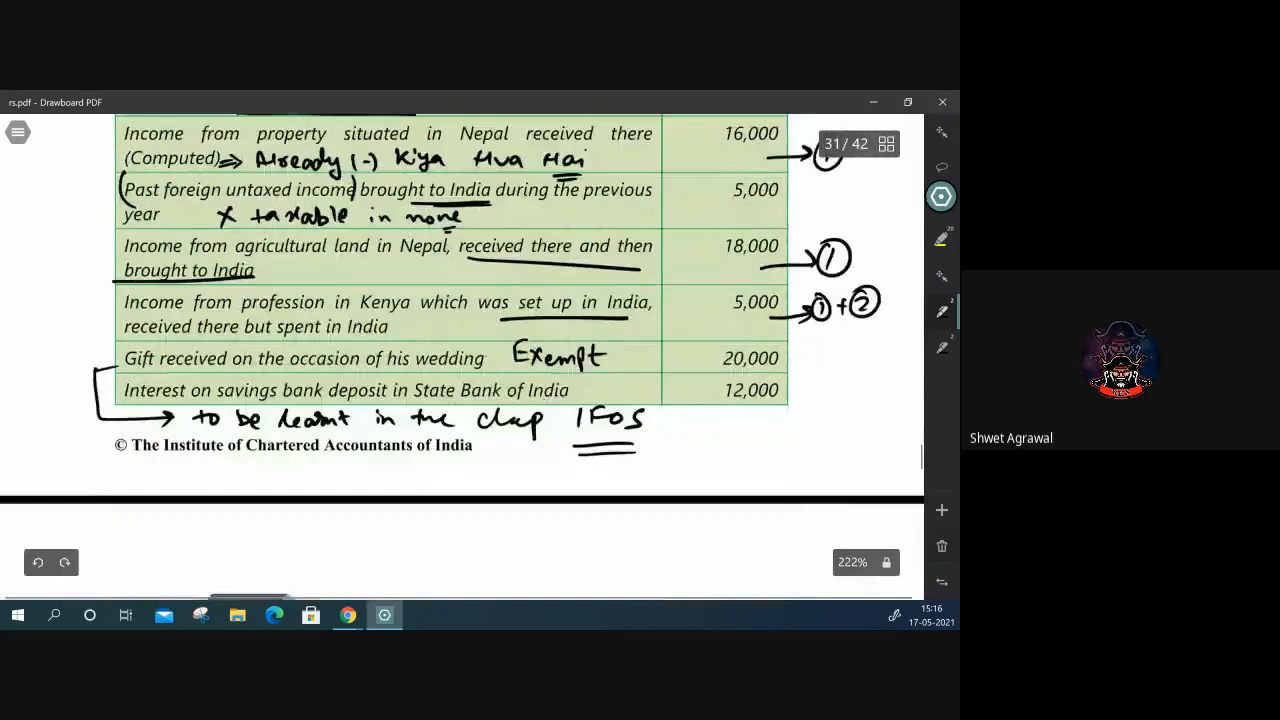 rs.pdf - Drawboard PDF
Income from property situated in Nepal received there 16,000
31/42
(Computed) ⇒ Already (-) Kiya Hua Hai → ①
(Past foreign untaxed income) brought to India during the previous 5,000
year x taxable in none
Income from agricultural land in Nepal, received there and then 18,000 → ①
brought to India
Income from profession in Kenya which was set up in India, 5,000 → ① + ②
received there but spent in India
Gift received on the occasion of his wedding Exempt 20,000
Interest on savings bank deposit in State Bank of India 12,000
→ to be learnt in the chap IFOS
© The Institute of Chartered Accountants of India
Shwet Agrawal
222%
15:16
17-05-2021